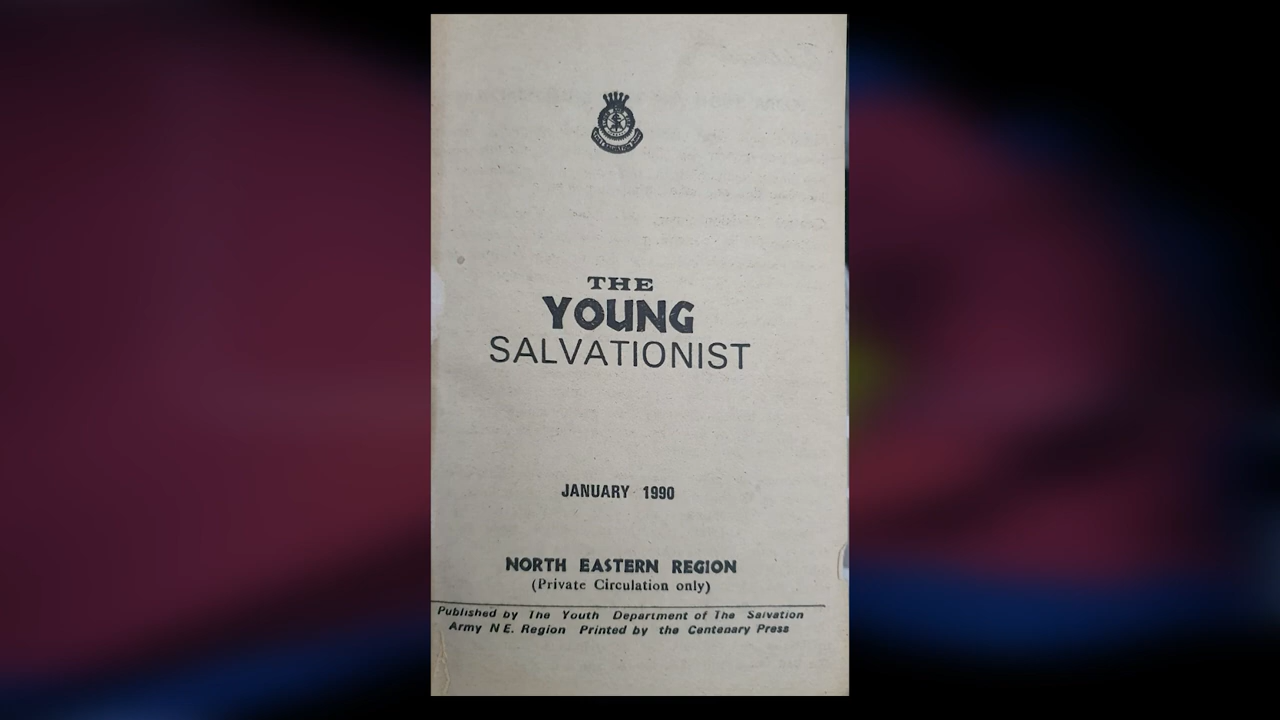 THE
YOUNG
SALVATIONIST
JANUARY 1990
NORTH EASTERN REGION
(Private Circulation only)
Published by The Youth Department of The Salvation
Army N E. Region Printed by the Centenary Press